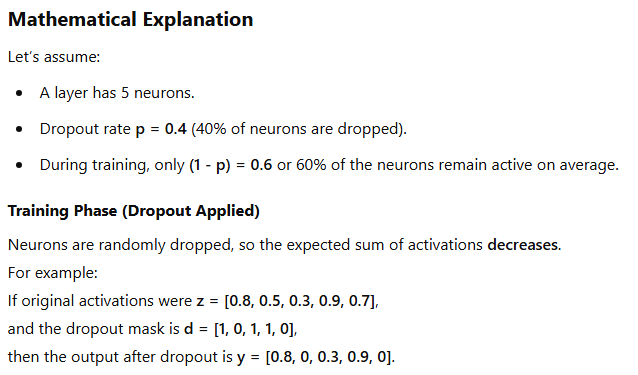 Mathematical Explanation
Let's assume:
• A layer has 5 neurons.
• Dropout rate p = 0.4 (40% of neurons are dropped).
• During training, only (1 - p) = 0.6 or 60% of the neurons remain active on average.
Training Phase (Dropout Applied)
Neurons are randomly dropped, so the expected sum of activations decreases.
For example:
If original activations were z = [0.8, 0.5, 0.3, 0.9, 0.7],
and the dropout mask is d = [1, 0, 1, 1, 0],
then the output after dropout is y = [0.8, 0, 0.3, 0.9, 0].